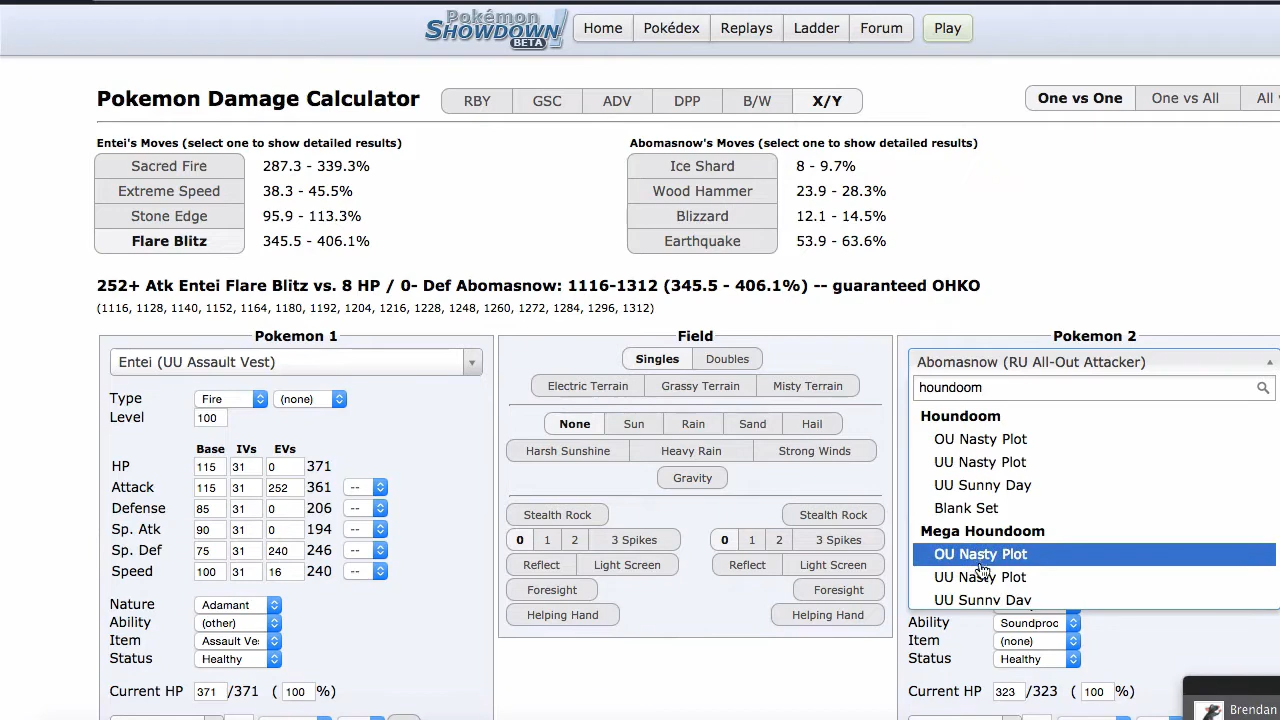 Pokémon
SHOWDOWN!
BETA
Home
Pokédex
Replays
Ladder
Forum
Play
Pokemon Damage Calculator
RBY
GSC
ADV
DPP
B/W
X/Y
One vs One
One vs All
All
Entei's Moves (select one to show detailed results)
Sacred Fire 287.3 - 339.3%
Extreme Speed 38.3 - 45.5%
Stone Edge 95.9 - 113.3%
Flare Blitz 345.5 - 406.1%
Abomasnow's Moves (select one to show detailed results)
Ice Shard 8 - 9.7%
Wood Hammer 23.9 - 28.3%
Blizzard 12.1 - 14.5%
Earthquake 53.9 - 63.6%
252+ Atk Entei Flare Blitz vs. 8 HP / 0- Def Abomasnow: 1116-1312 (345.5 - 406.1%) -- guaranteed OHKO
(1116, 1128, 1140, 1152, 1164, 1180, 1192, 1204, 1216, 1228, 1248, 1260, 1272, 1284, 1296, 1312)
Pokemon 1
Entei (UU Assault Vest)
Type Fire (none)
Level 100
Base IVs EVs
HP 115 31 0 371
Attack 115 31 252 361 --
Defense 85 31 0 206 --
Sp. Atk 90 31 0 194 --
Sp. Def 75 31 240 246 --
Speed 100 31 16 240 --
Nature Adamant
Ability (other)
Item Assault Ve
Status Healthy
Current HP 371 /371 ( 100 %)
Field
Singles Doubles
Electric Terrain Grassy Terrain Misty Terrain
None Sun Rain Sand Hail
Harsh Sunshine Heavy Rain Strong Winds
Gravity
Stealth Rock Stealth Rock
0 1 2 3 Spikes 0 1 2 3 Spikes
Reflect Light Screen Reflect Light Screen
Foresight Foresight
Helping Hand Helping Hand
Pokemon 2
Abomasnow (RU All-Out Attacker)
houndoom
Houndoom
OU Nasty Plot
UU Nasty Plot
UU Sunny Day
Blank Set
Mega Houndoom
OU Nasty Plot
UU Nasty Plot
UU Sunny Day
Ability Soundproo
Item (none)
Status Healthy
Current HP 323 /323 ( 100 %)
Brendan